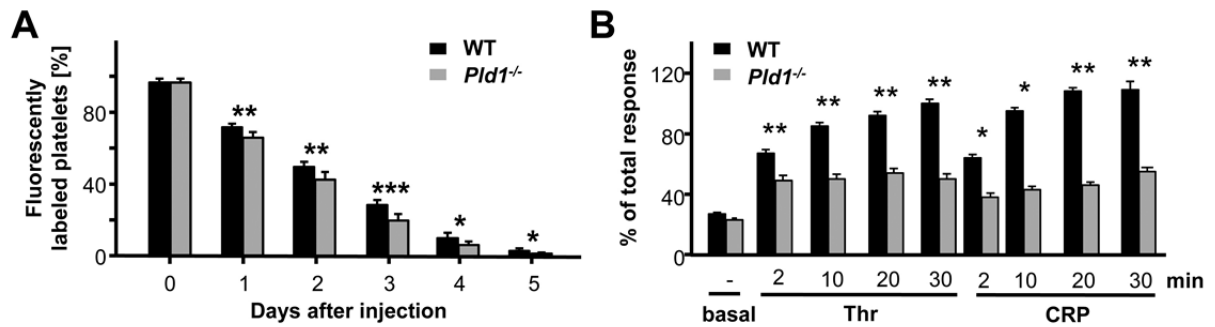 A
WT
Pld1-/-
Fluorescently
labeled platelets [%]
80
40
0
**
**
***
*
*
0 1 2 3 4 5
Days after injection
B
WT
Pld1-/-
% of total response
120
80
40
0
** ** ** ** * * ** **
- 2 10 20 30 2 10 20 30 min
basal Thr CRP